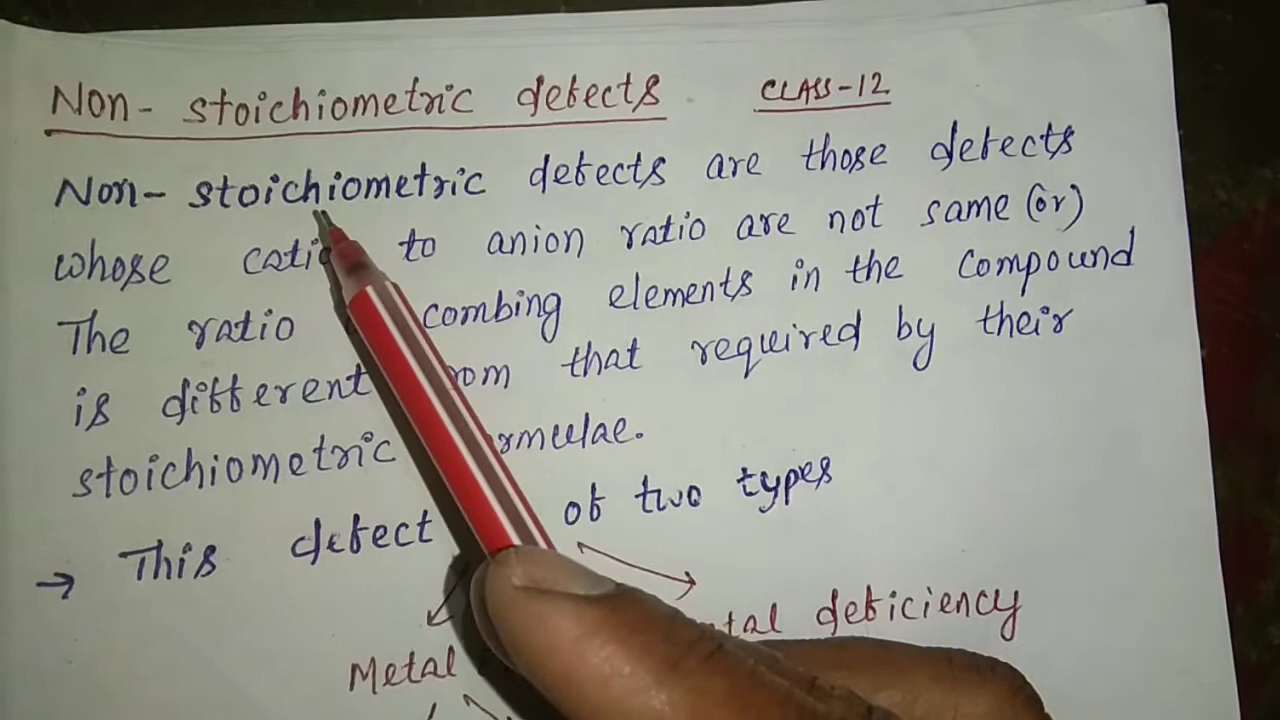 Non- stoichiometric defects CLASS-12
Non- stoichiometric defects are those defects
whose to anion ratio are not same (or)
The ratio combing elements in the compound
is different that required by their
stoichiometric
→ This defect of two types
deficiency
Metal